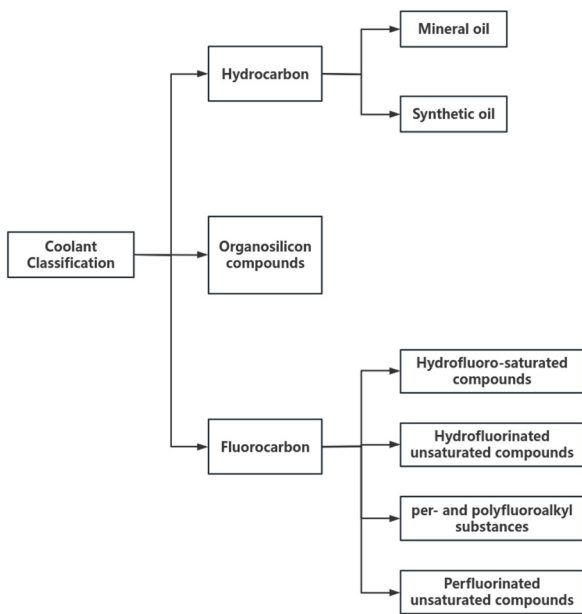 Mineral oil
Hydrocarbon
Synthetic oil
Coolant
Classification
Organosilicon
compounds
Hydrofluoro-saturated
compounds
Fluorocarbon
Hydrofluorinated
unsaturated compounds
per- and polyfluoroalkyl
substances
Perfluorinated
unsaturated compounds